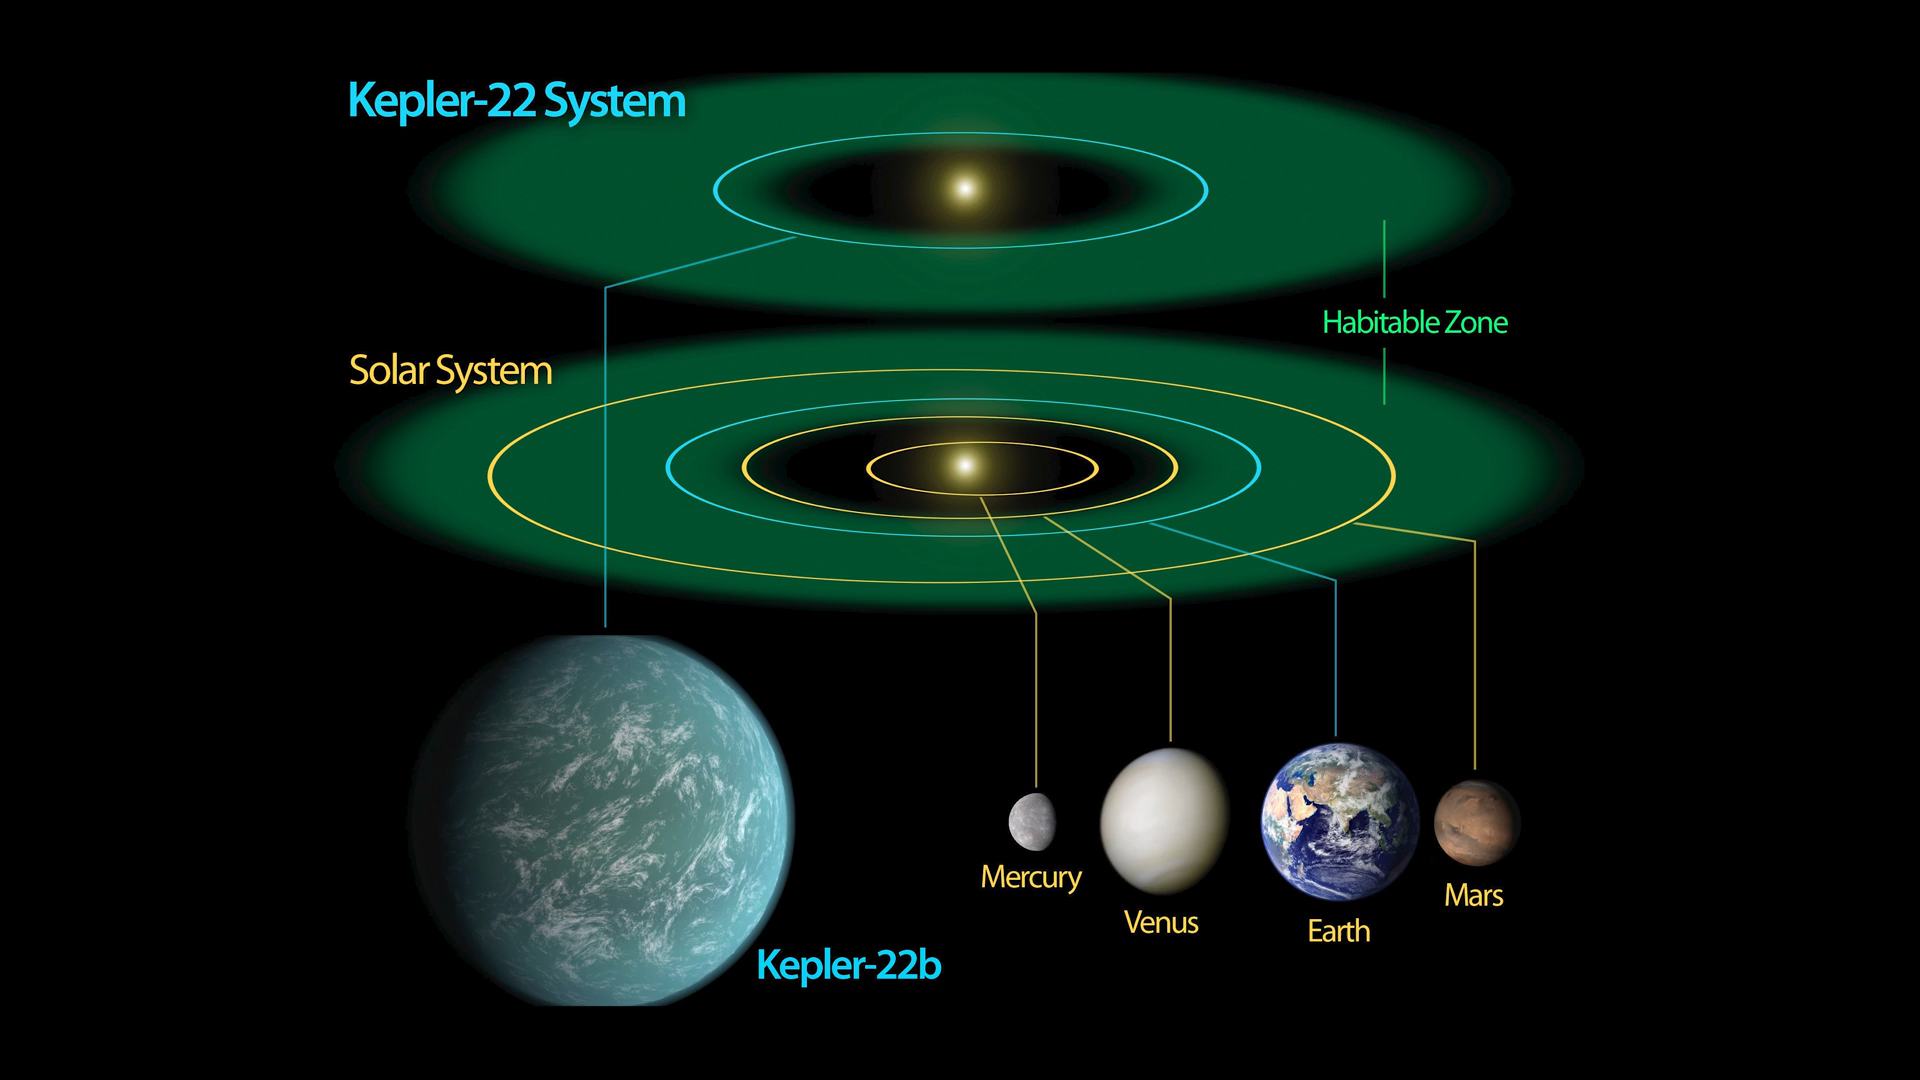 Kepler-22 System
Habitable Zone
Solar System
Mercury
Venus
Earth
Mars
Kepler-22b